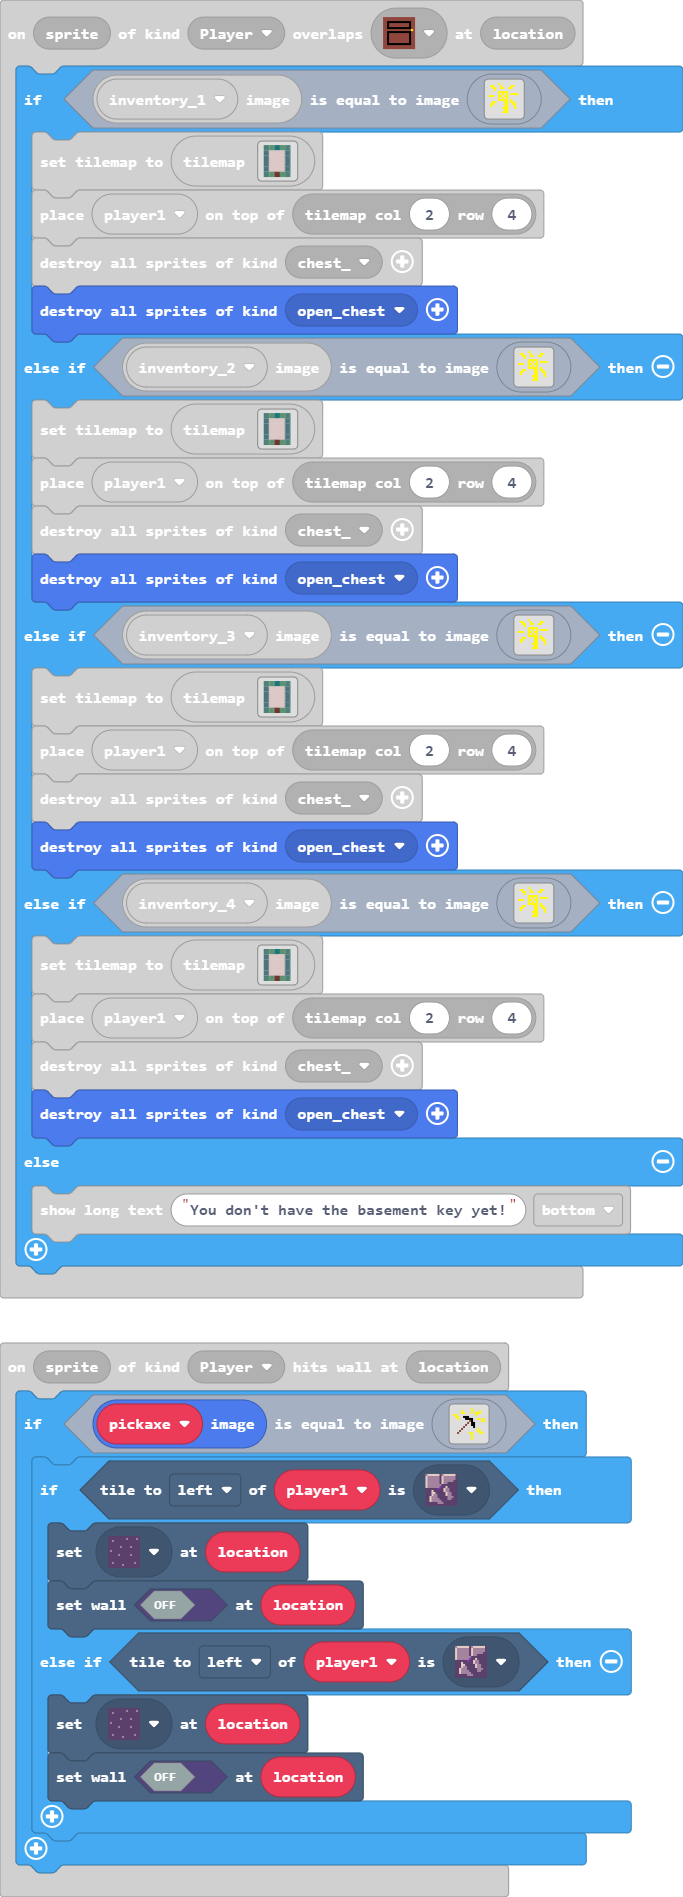 on sprite of kind Player overlaps at location
if inventory_1 image is equal to image then
set tilemap to tilemap
place player1 on top of tilemap col 2 row 4
destroy all sprites of kind chest_
destroy all sprites of kind open_chest
else if inventory_2 image is equal to image then
set tilemap to tilemap
place player1 on top of tilemap col 2 row 4
destroy all sprites of kind chest_
destroy all sprites of kind open_chest
else if inventory_3 image is equal to image then
set tilemap to tilemap
place player1 on top of tilemap col 2 row 4
destroy all sprites of kind chest_
destroy all sprites of kind open_chest
else if inventory_4 image is equal to image then
set tilemap to tilemap
place player1 on top of tilemap col 2 row 4
destroy all sprites of kind chest_
destroy all sprites of kind open_chest
else
show long text "You don't have the basement key yet!" bottom
on sprite of kind Player hits wall at location
if pickaxe image is equal to image then
if tile to left of player1 is then
set at location
set wall OFF at location
else if tile to left of player1 is then
set at location
set wall OFF at location